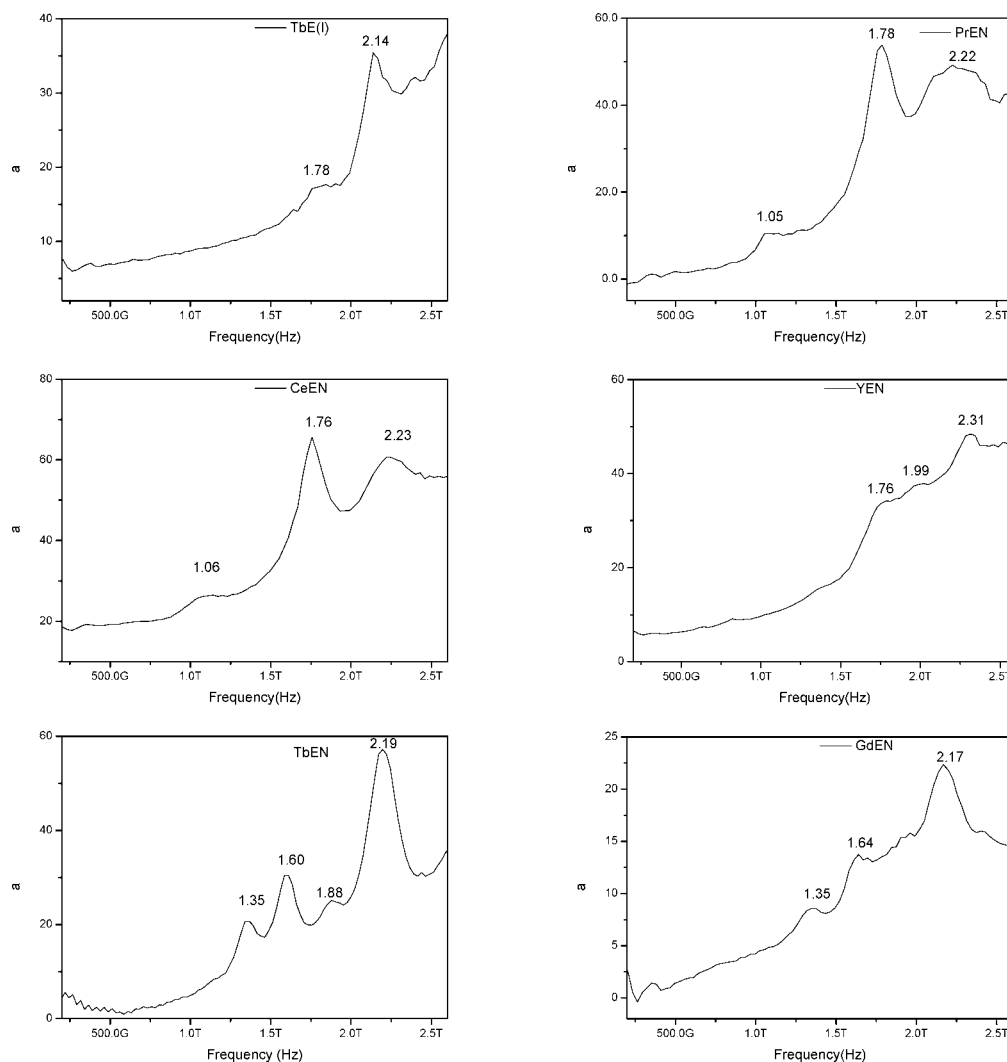 TbE(I)
2.14
1.78
40
30
20
10
a
500.0G 1.0T 1.5T 2.0T 2.5T
Frequency(Hz)
PrEN
1.78
2.22
1.05
60.0
40.0
20.0
0.0
a
500.0G 1.0T 1.5T 2.0T 2.5T
Frequency(Hz)
CeEN
1.76
2.23
1.06
80
60
40
20
a
500.0G 1.0T 1.5T 2.0T 2.5T
Frequency(Hz)
YEN
2.31
1.99
1.76
60
40
20
0
a
500.0G 1.0T 1.5T 2.0T 2.5T
Frequency(Hz)
TbEN
2.19
1.60
1.88
1.35
60
40
20
0
a
500.0G 1.0T 1.5T 2.0T 2.5T
Frequency (Hz)
GdEN
2.17
1.64
1.35
25
20
15
10
5
0
a
500.0G 1.0T 1.5T 2.0T 2.5T
Frequency(Hz)